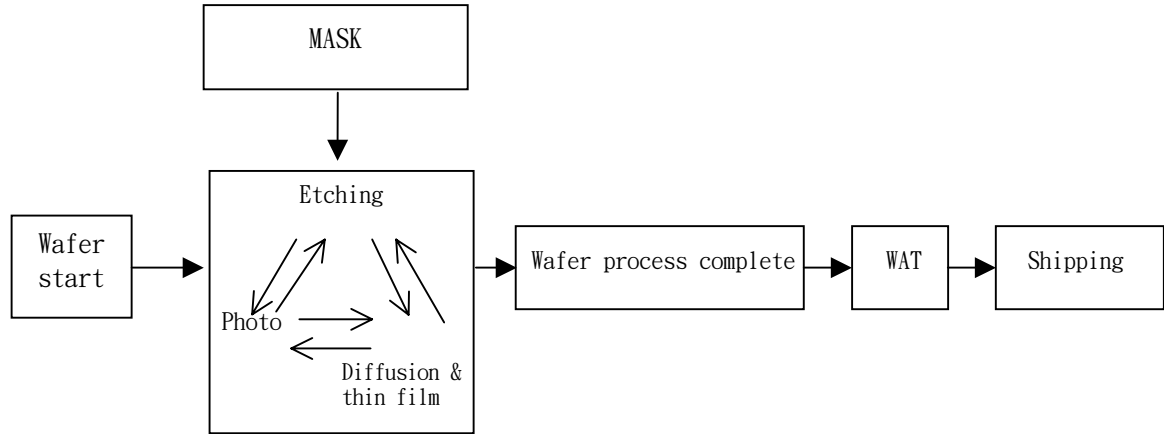 MASK
Etching
Wafer
start
Photo
Diffusion &
thin film
Wafer process complete
WAT
Shipping